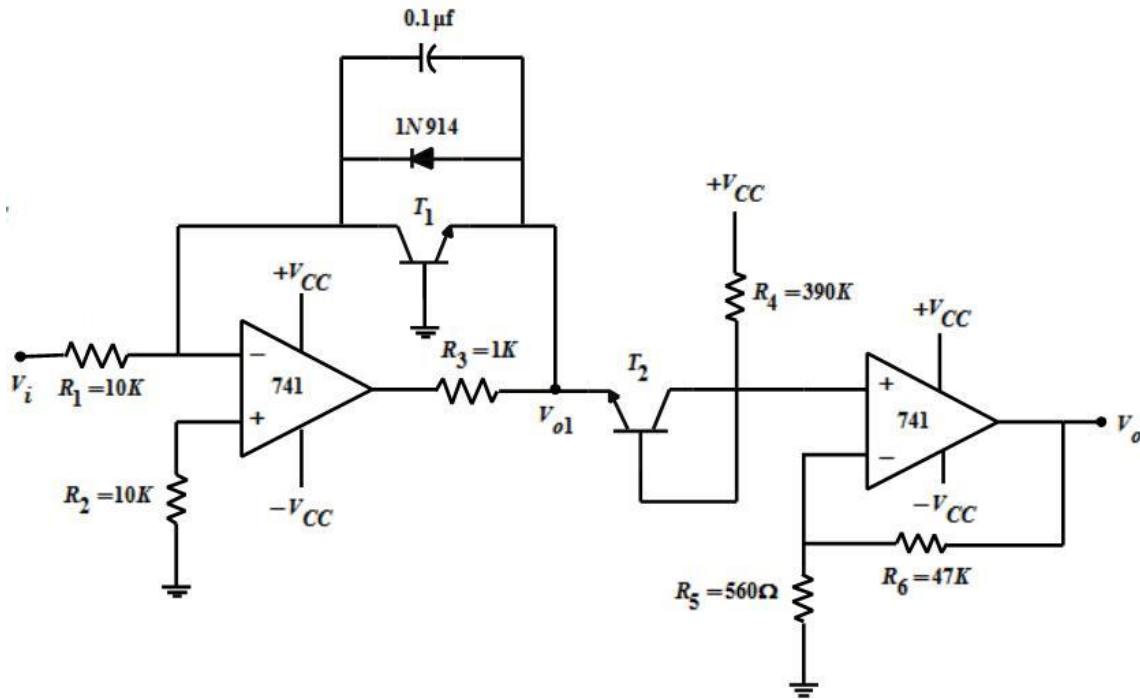 0.1μf
1N914
T1
+VCC
+VCC
R4=390K
+VCC
+
741
−
−VCC
Vo
R3=1K
Vo1
T2
−
741
+
−VCC
Vi
R1=10K
R2=10K
R6=47K
R5=560Ω